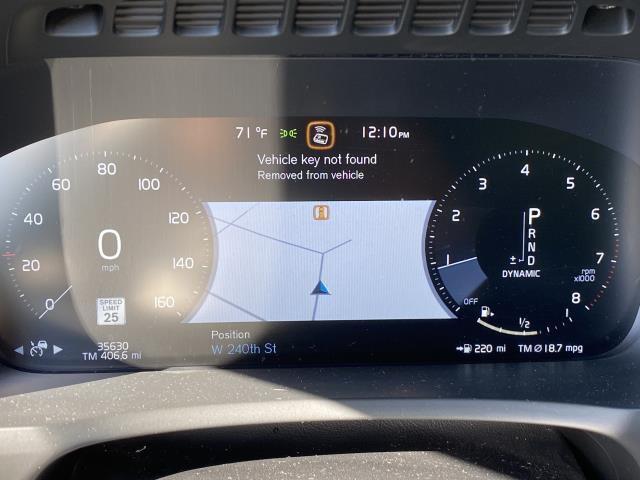 71°F 12:10PM
Vehicle key not found
Removed from vehicle
0 20 40 60 80 100 120 140 160
0
mph
SPEED
LIMIT
25
35630
TM 406.6 mi
Position
W 240th St
OFF 1 2 3 4 5 6 7 8
P
R
N
± D
DYNAMIC
rpm
x1000
1/2
220 mi TM Ø18.7 mpg